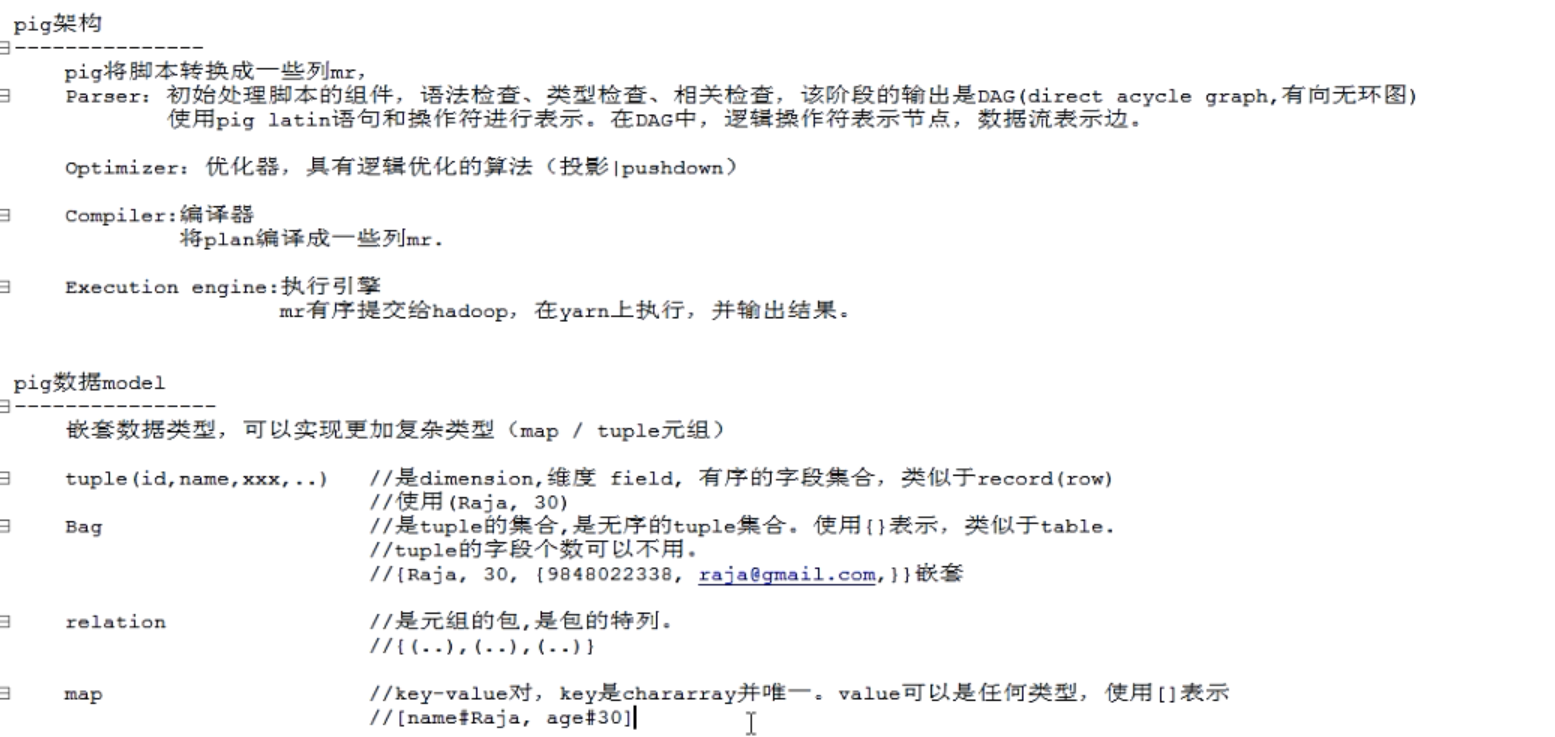 pig架构
---------------
pig将脚本转换成一些列mr,
Parser: 初始处理脚本的组件, 语法检查、类型检查、相关检查, 该阶段的输出是DAG(direct acycle graph,有向无环图)
使用pig latin语句和操作符进行表示。在DAG中, 逻辑操作符表示节点, 数据流表示边。
Optimizer: 优化器, 具有逻辑优化的算法（投影|pushdown）
Compiler:编译器
将plan编译成一些列mr.
Execution engine:执行引擎
mr有序提交给hadoop, 在yarn上执行, 并输出结果。
pig数据model
----------------
嵌套数据类型, 可以实现更加复杂类型（map / tuple元组）
tuple(id,name,xxx,..) //是dimension,维度 field, 有序的字段集合, 类似于record(row)
//使用(Raja, 30)
Bag //是tuple的集合,是无序的tuple集合。使用{}表示, 类似于table.
//tuple的字段个数可以不用。
//{Raja, 30, {9848022338, raja@gmail.com,}}嵌套
relation //是元组的包,是包的特列。
//{(..),(..),(..)}
map //key-value对, key是chararray并唯一。value可以是任何类型, 使用[]表示
//[name#Raja, age#30]